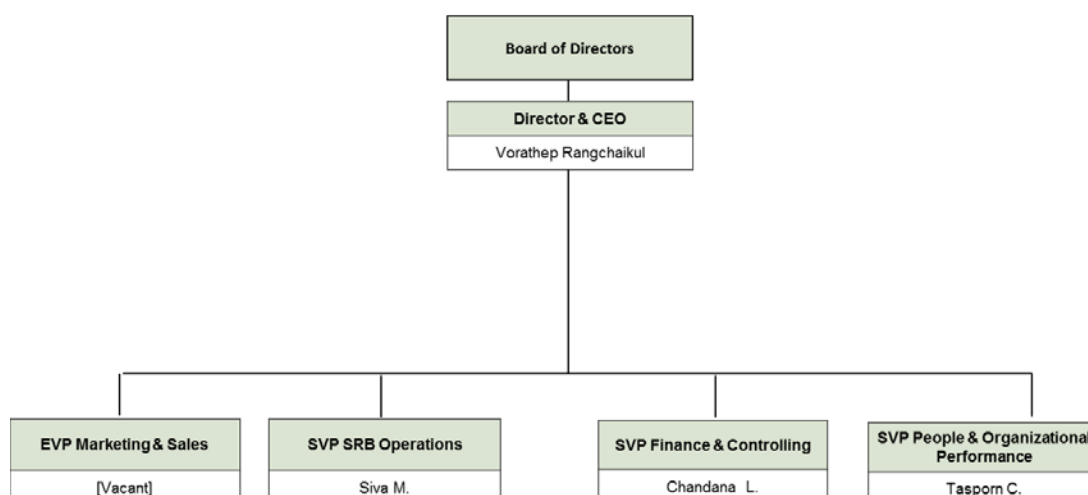 Board of Directors
Director & CEO
Vorathep Rangchaikul
EVP Marketing & Sales
[Vacant]
SVP SRB Operations
Siva M.
SVP Finance & Controlling
Chandana L.
SVP People & Organizational
Performance
Tasporn C.